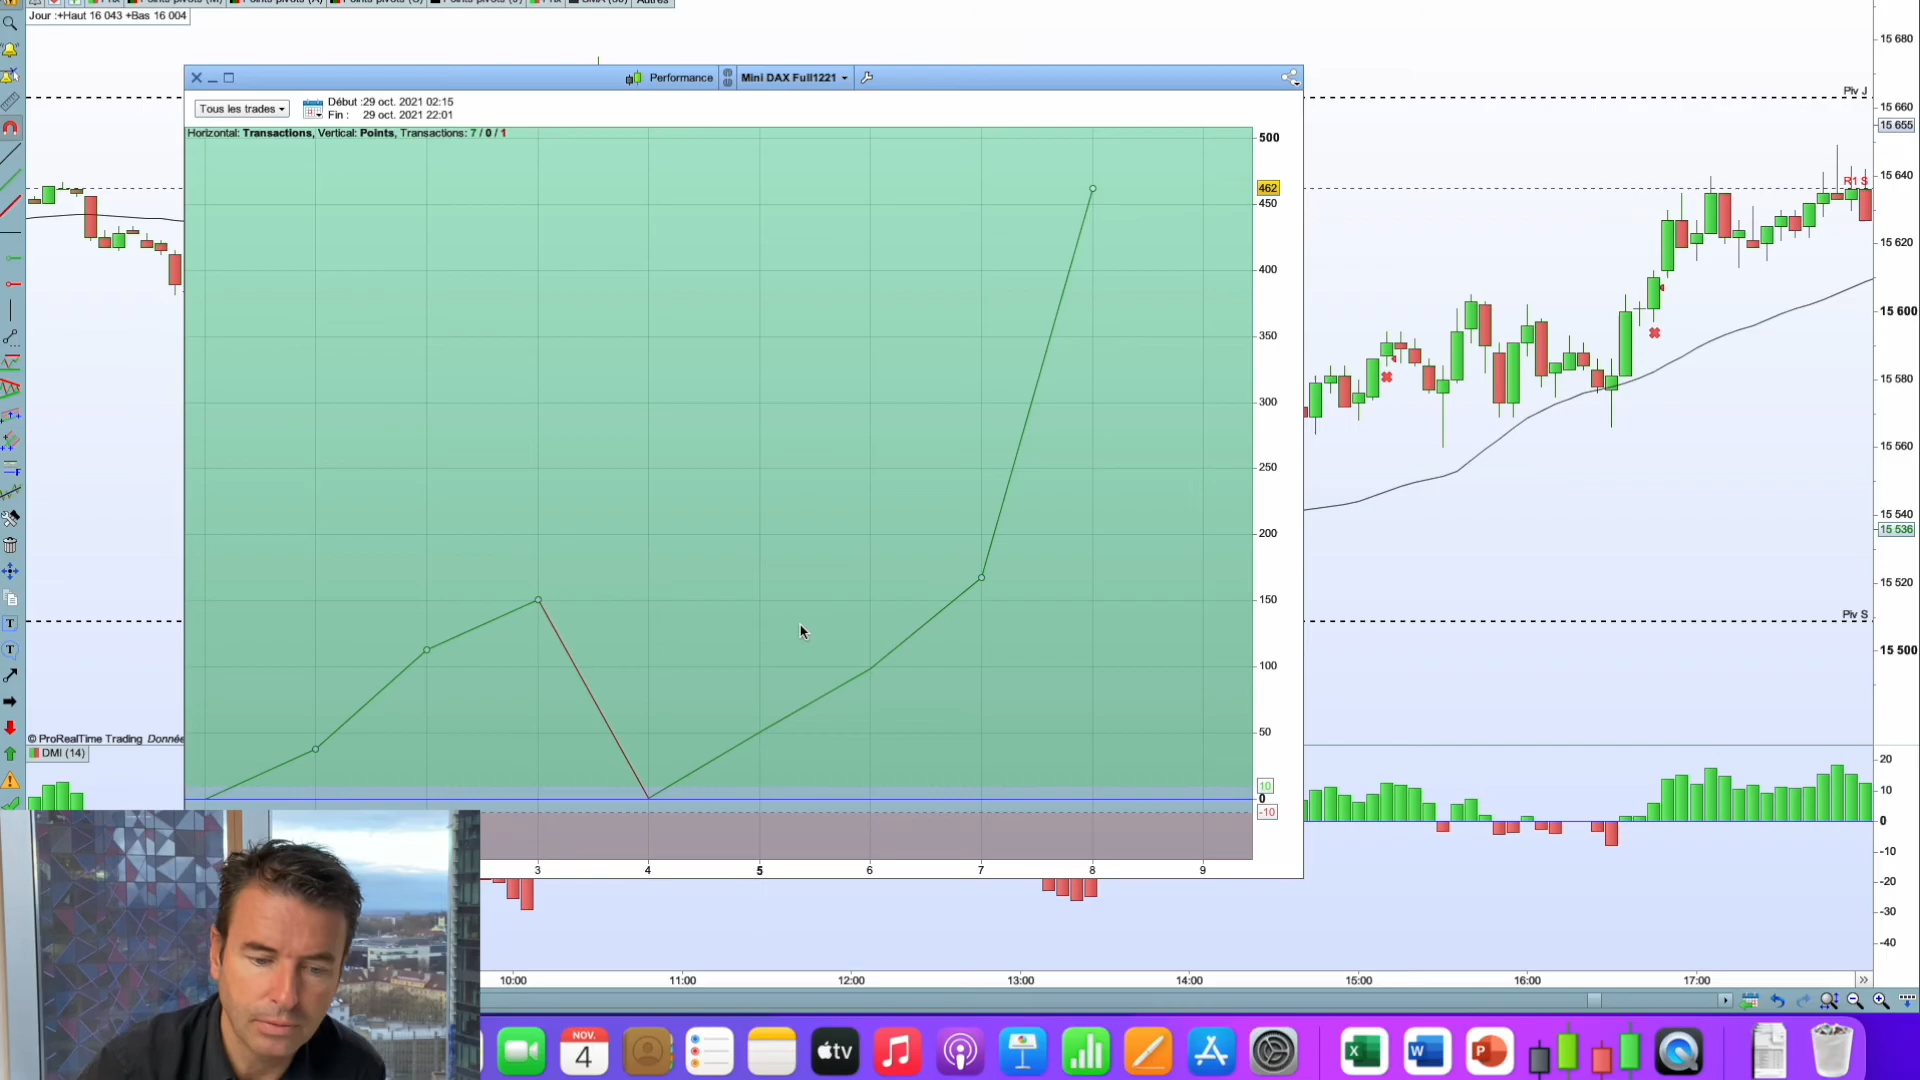 Jour :+Haut 16 043 +Bas 16 004
Autres
Performance
Mini DAX Full1221
Tous les trades
Début :29 oct. 2021 02:15
Fin : 29 oct. 2021 22:01
Horizontal: Transactions, Vertical: Points, Transactions: 7 / 0 / 1
500
462
450
400
350
300
250
200
150
100
50
10
0
-10
3
4
5
6
7
8
9
Piv J
R1 S
Piv S
15 680
15 660
15 655
15 640
15 620
15 600
15 580
15 560
15 540
15 536
15 520
15 500
© ProRealTime Trading Donnée
DMI (14)
20
10
0
-10
-20
-30
-40
10:00
11:00
12:00
13:00
14:00
15:00
16:00
17:00
NOV.
4
tv
X
W
P